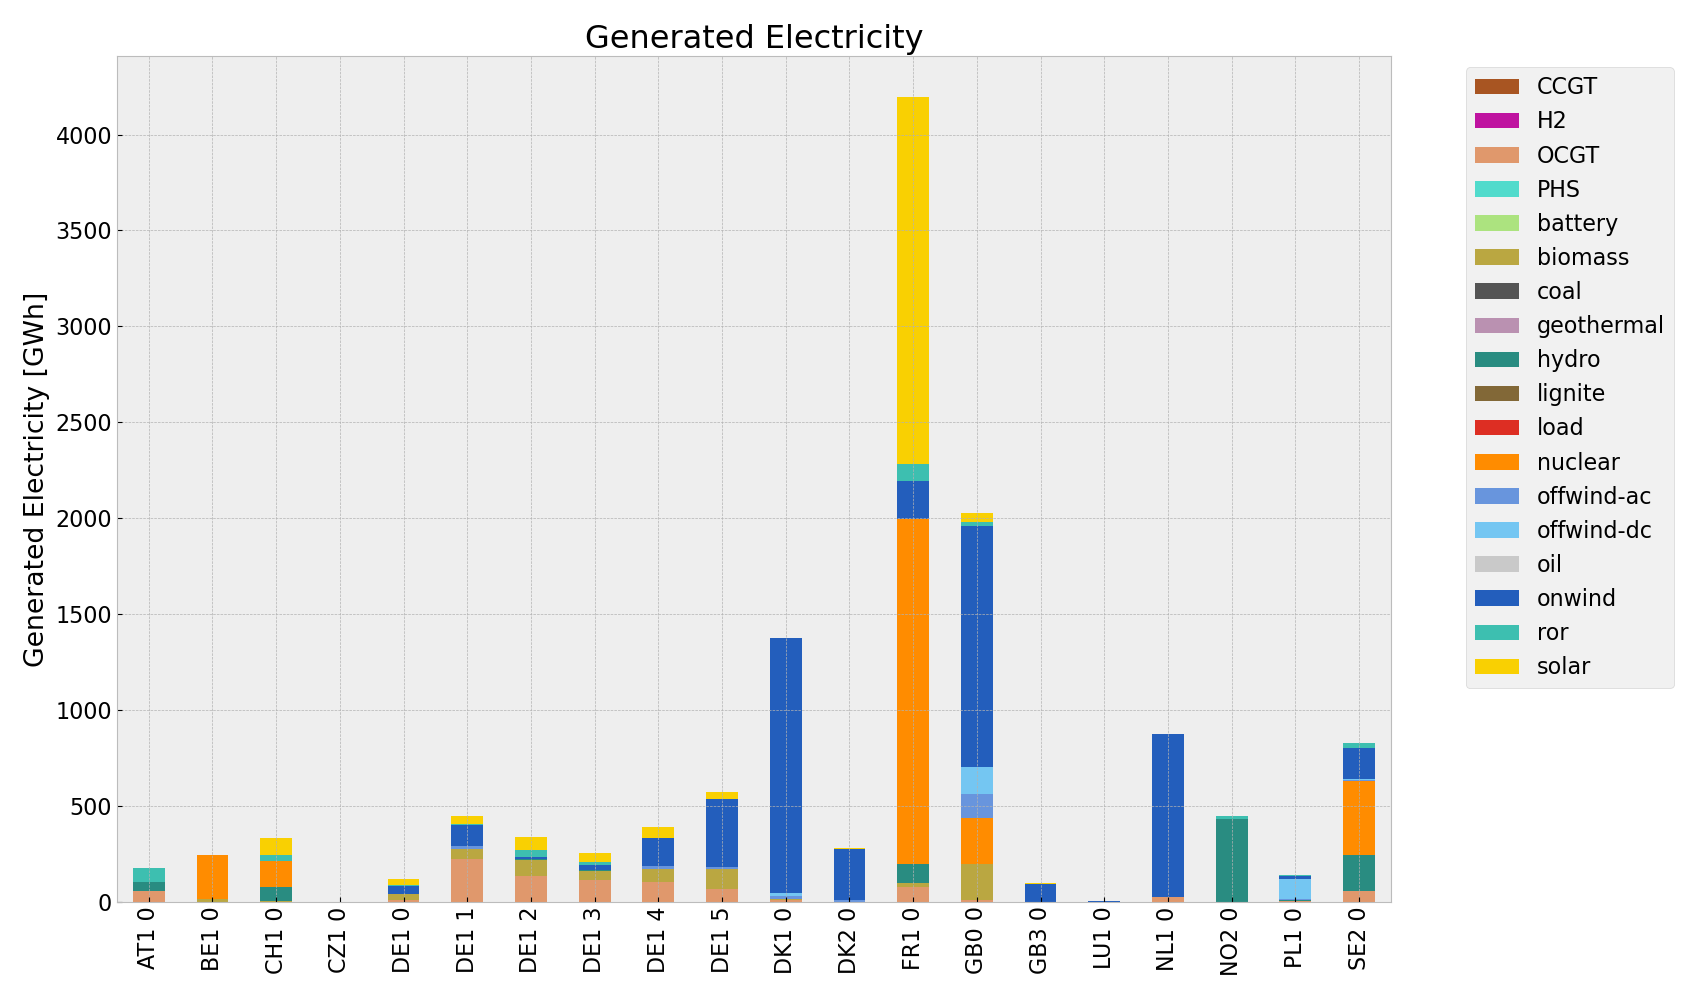 Generated Electricity
Generated Electricity [GWh]
4000
3500
3000
2500
2000
1500
1000
500
0
AT1 0
BE1 0
CH1 0
CZ1 0
DE1 0
DE1 1
DE1 2
DE1 3
DE1 4
DE1 5
DK1 0
DK2 0
FR1 0
GB0 0
GB3 0
LU1 0
NL1 0
NO2 0
PL1 0
SE2 0
CCGT
H2
OCGT
PHS
battery
biomass
coal
geothermal
hydro
lignite
load
nuclear
offwind-ac
offwind-dc
oil
onwind
ror
solar